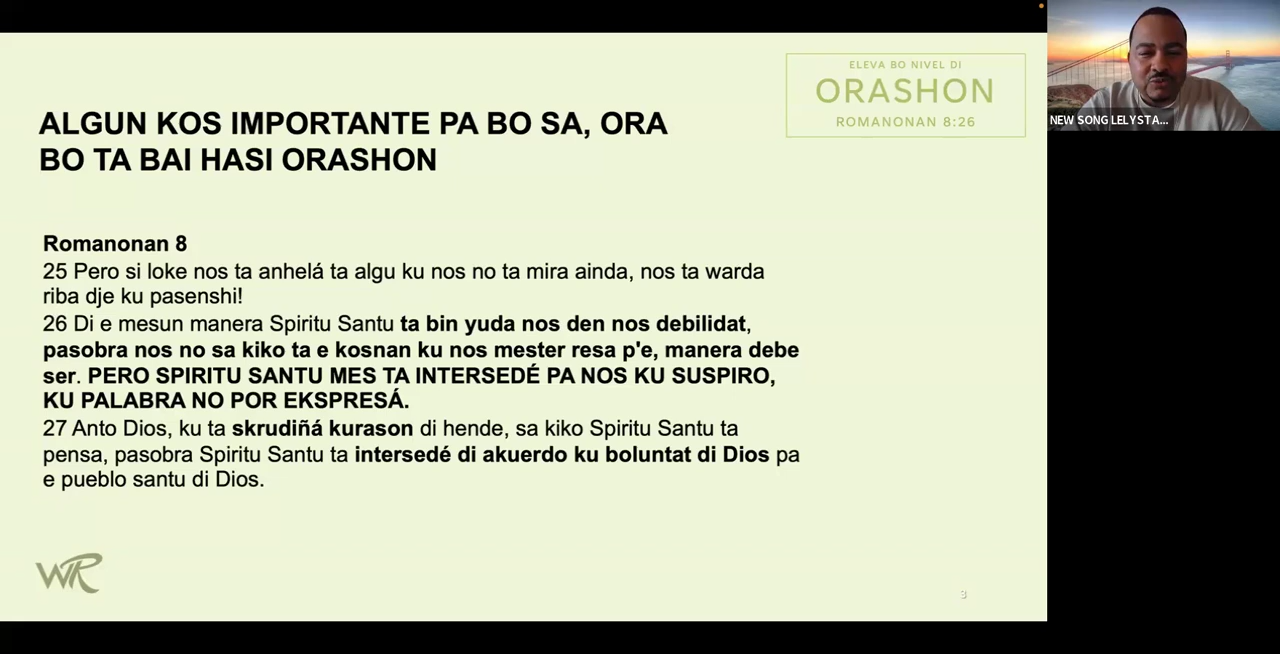 ELEVA BO NIVEL DI
ORASHON
ROMANONAN 8:26
ALGUN KOS IMPORTANTE PA BO SA, ORA
BO TA BAI HASI ORASHON
Romanonan 8
25 Pero si loke nos ta anhelá ta algu ku nos no ta mira ainda, nos ta warda
riba dje ku pasenshi!
26 Di e mesun manera Spiritu Santu ta bin yuda nos den nos debilidat,
pasobra nos no sa kiko ta e kosnan ku nos mester resa p'e, manera debe
ser. PERO SPIRITU SANTU MES TA INTERSEDÉ PA NOS KU SUSPIRO,
KU PALABRA NO POR EKSPRESÁ.
27 Anto Dios, ku ta skrudiñá kurason di hende, sa kiko Spiritu Santu ta
pensa, pasobra Spiritu Santu ta intersedé di akuerdo ku boluntat di Dios pa
e pueblo santu di Dios.
WR
3
NEW SONG LELYSTA...